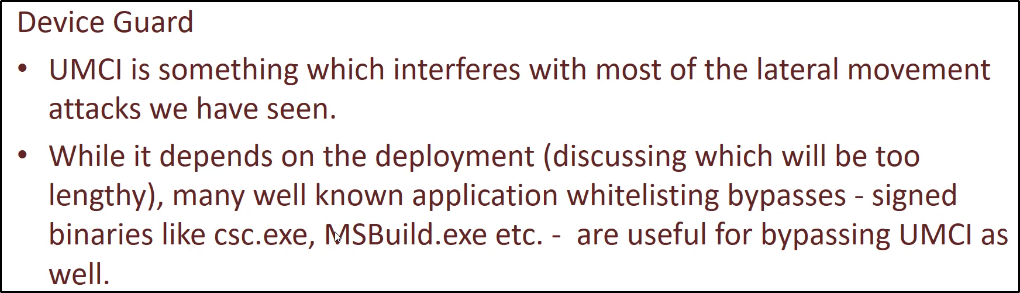 Device Guard
• UMCI is something which interferes with most of the lateral movement
attacks we have seen.
• While it depends on the deployment (discussing which will be too
lengthy), many well known application whitelisting bypasses - signed
binaries like csc.exe, MSBuild.exe etc. - are useful for bypassing UMCI as
well.